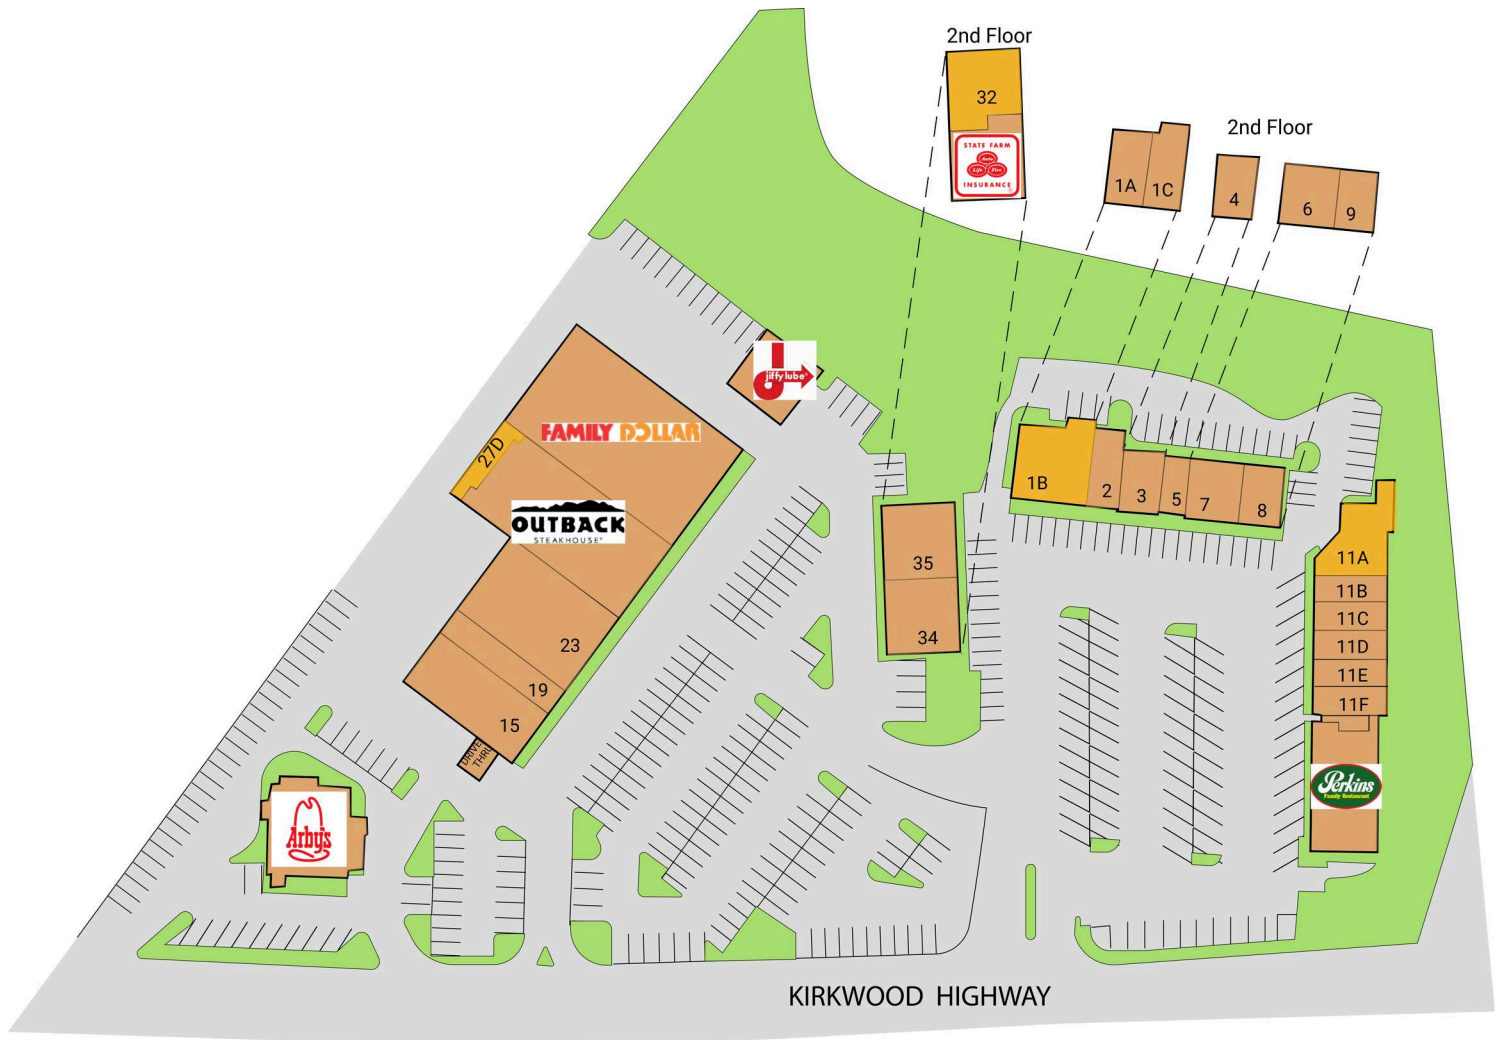 2nd Floor
32
STATE FARM
Auto
Life
Fire
INSURANCE
2nd Floor
1A
1C
4
6
9
jiffy lube
FAMILY DOLLAR
27D
OUTBACK
STEAKHOUSE
1B
2
3
5
7
8
35
34
11A
11B
11C
11D
11E
11F
23
19
15
DRIVE
THRU
Perkins
Family Restaurant
Arby's
KIRKWOOD HIGHWAY